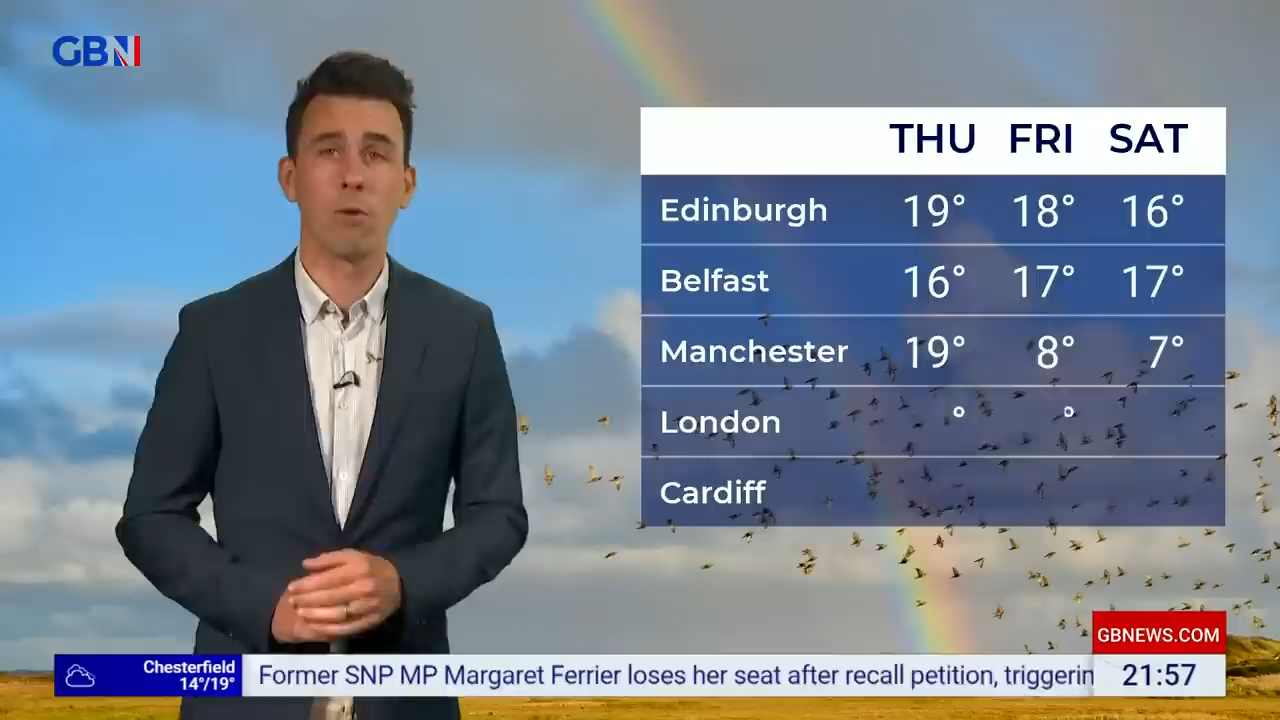 GBN
THU FRI SAT
Edinburgh 19° 18° 16°
Belfast 16° 17° 17°
Manchester 19° 8° 7°
London ° °
Cardiff
GBNEWS.COM
Chesterfield
14°/19°
Former SNP MP Margaret Ferrier loses her seat after recall petition, triggerin
21:57